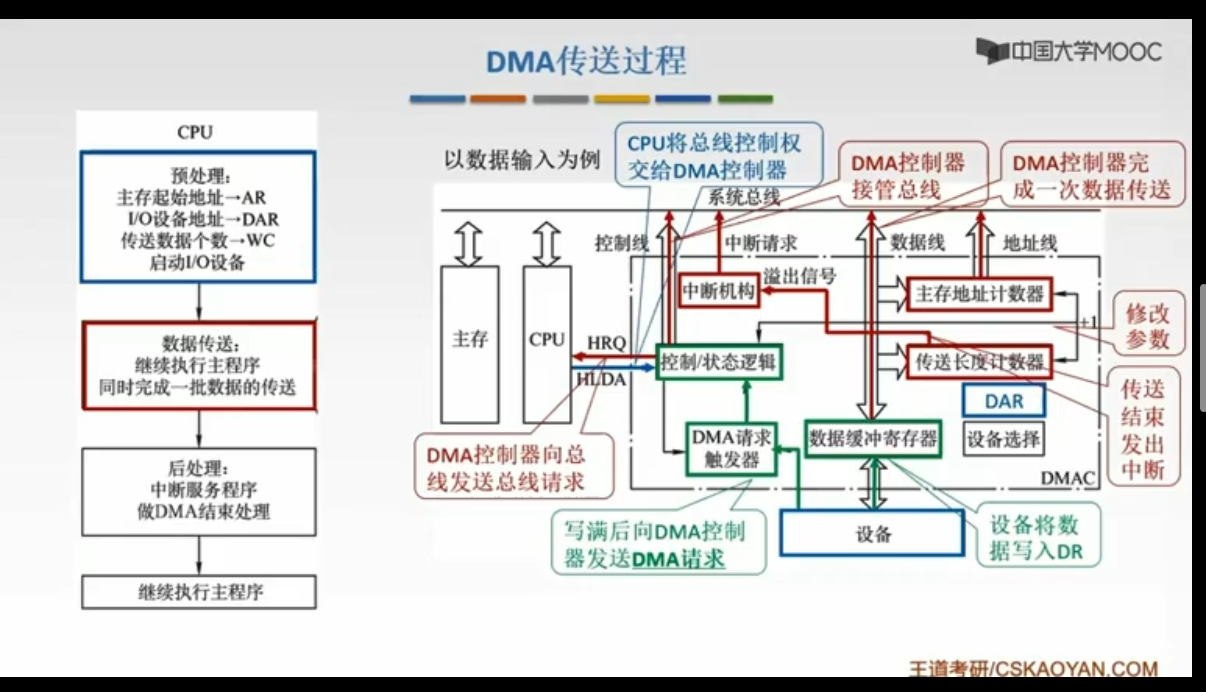 DMA传送过程
中国大学MOOC
CPU
预处理：
主存起始地址→AR
I/O设备地址→DAR
传送数据个数→WC
启动I/O设备
数据传送：
继续执行主程序
同时完成一批数据的传送
后处理：
中断服务程序
做DMA结束处理
继续执行主程序
以数据输入为例
CPU将总线控制权
交给DMA控制器
DMA控制器
接管总线
DMA控制器完
成一次数据传送
系统总线
控制线
中断请求
数据线
地址线
中断机构
溢出信号
主存地址计数器
+1
修改
参数
主存
CPU
HRQ
HLDA
控制/状态逻辑
传送长度计数器
DAR
设备选择
传送
结束
发出
中断
DMA请求
触发器
数据缓冲寄存器
DMAC
DMA控制器向总
线发送总线请求
写满后向DMA控制
器发送DMA请求
设备
设备将数
据写入DR
王道考研/CSKAOYAN.COM